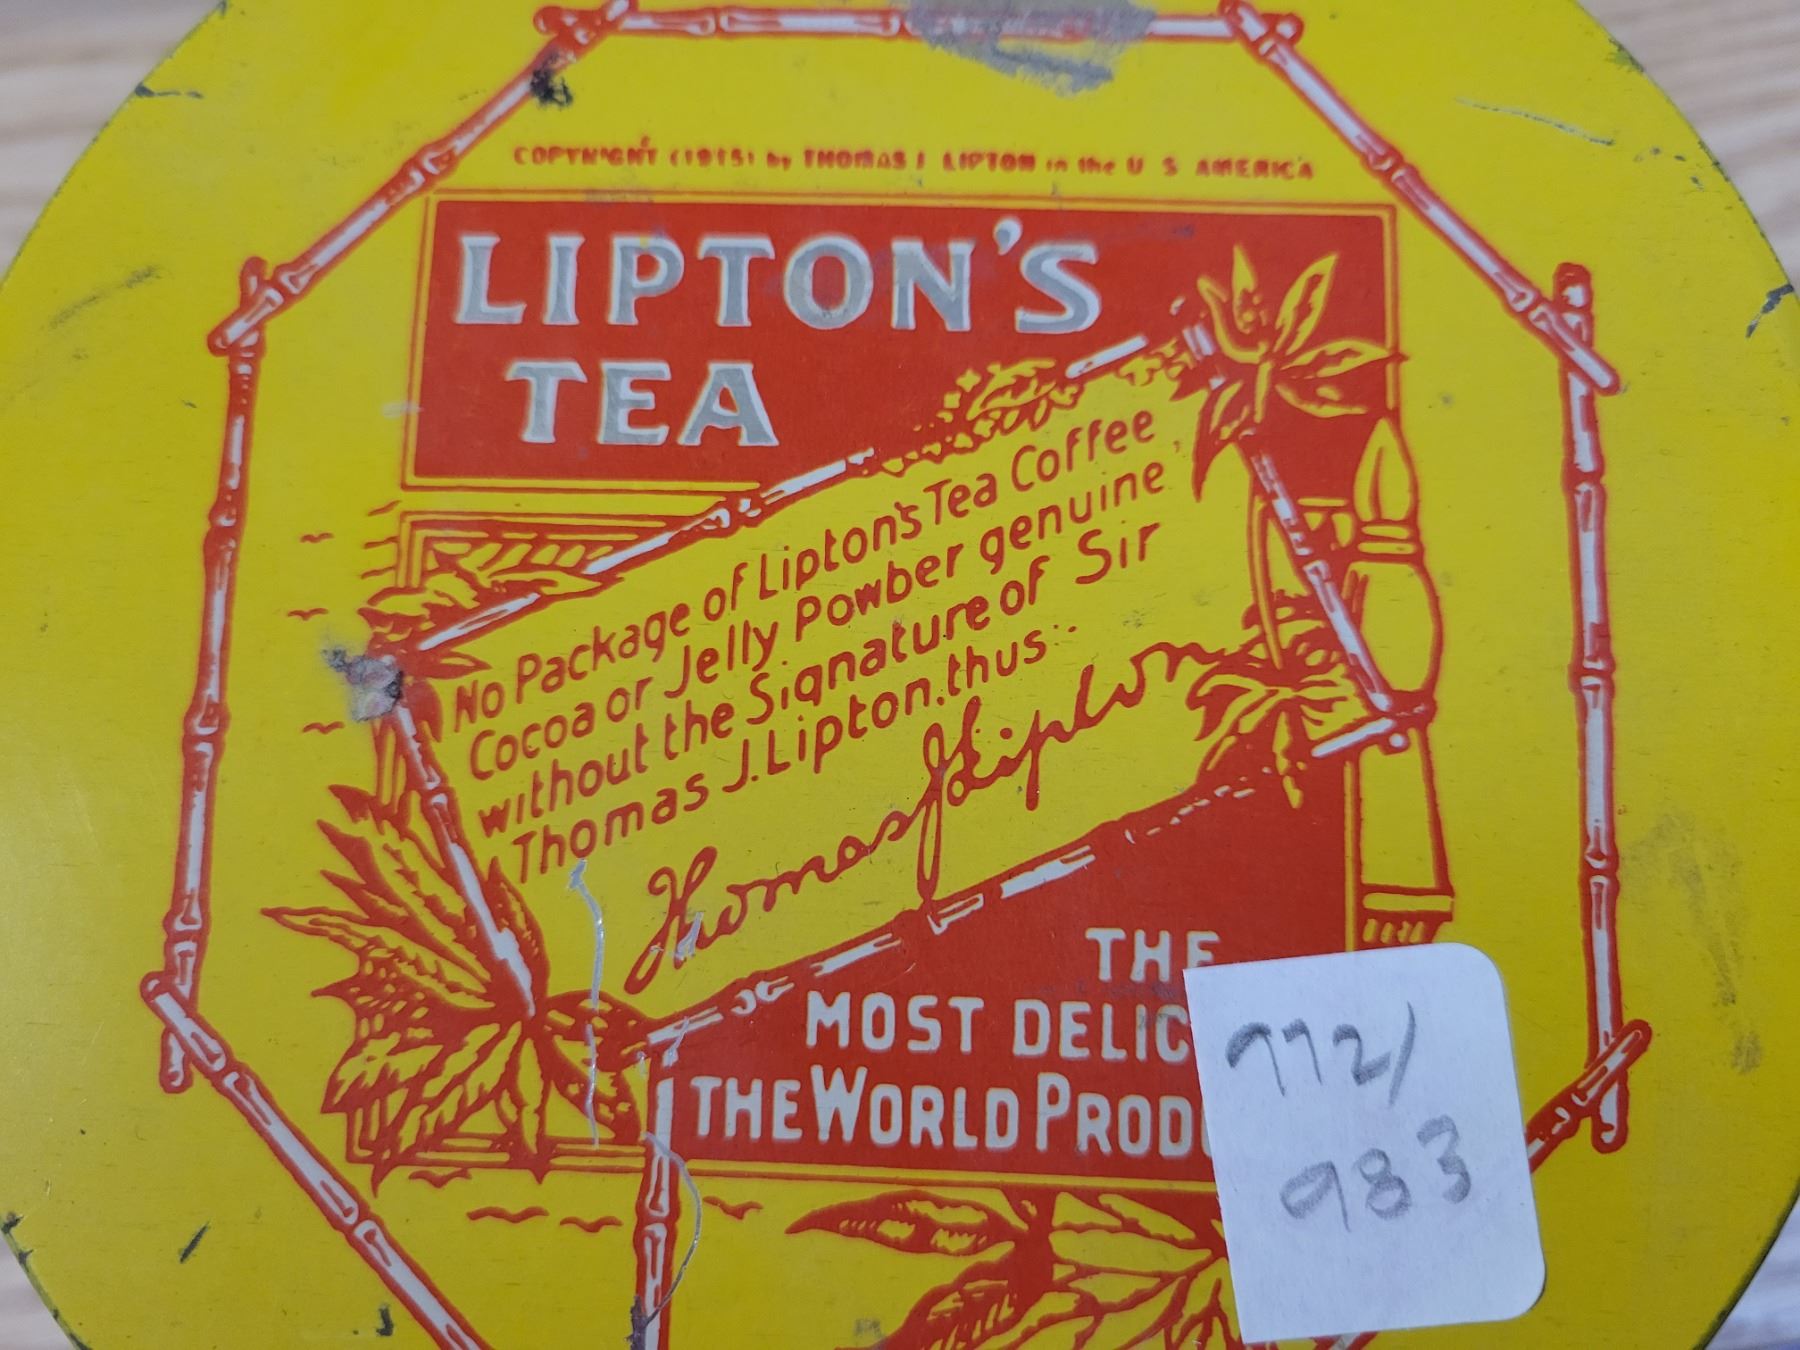 COPYRIGHT (1915) by THOMAS J LIPTON in the U S AMERICA
LIPTON'S
TEA
No Package of Lipton's Tea Coffee
Cocoa or Jelly Powber genuine
without the Signature of Sir
Thomas J. Lipton. thus:.
Thomas J. Lipton
THE
MOST DELIC
THE WORLD PROD
772/
983